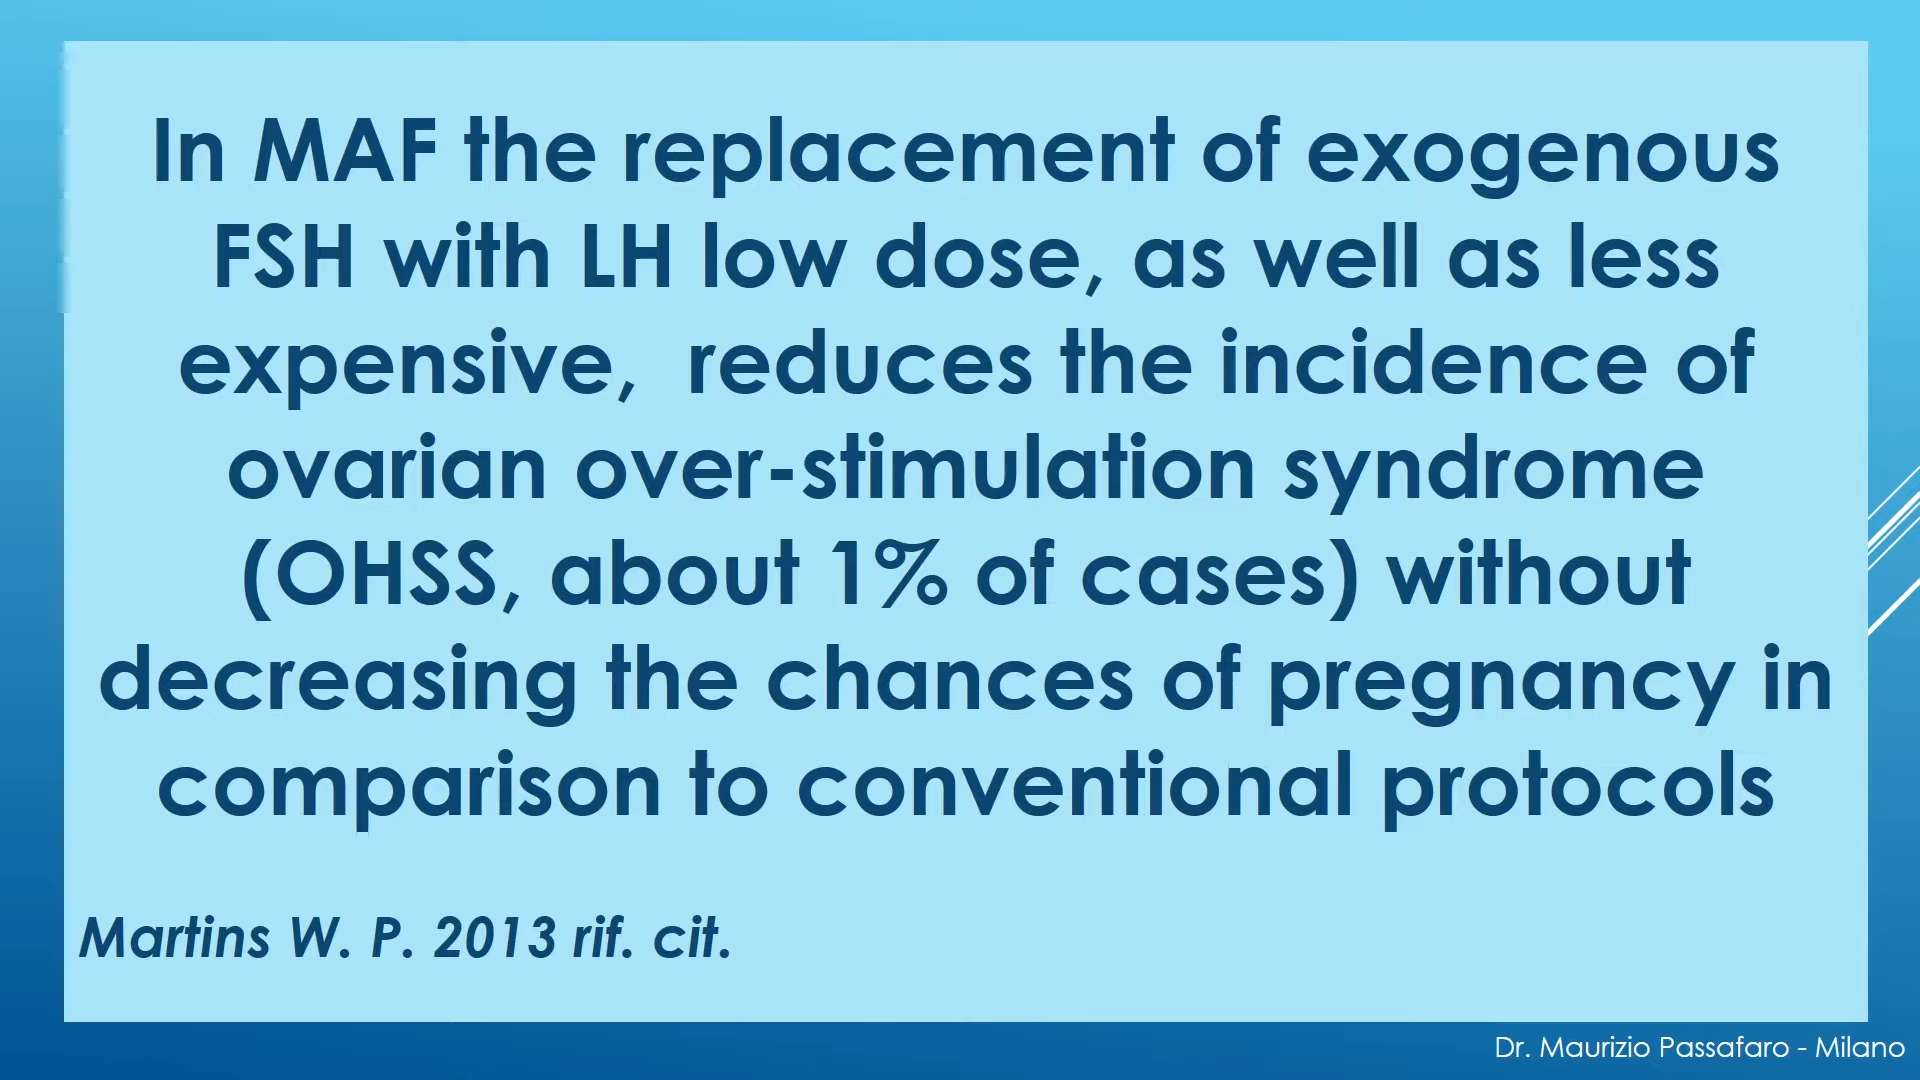 In MAF the replacement of exogenous
FSH with LH low dose, as well as less
expensive,  reduces the incidence of
ovarian over-stimulation syndrome
(OHSS, about 1% of cases) without
decreasing the chances of pregnancy in
comparison to conventional protocols
Martins W. P. 2013 rif. cit.
Dr. Maurizio Passafaro - Milano